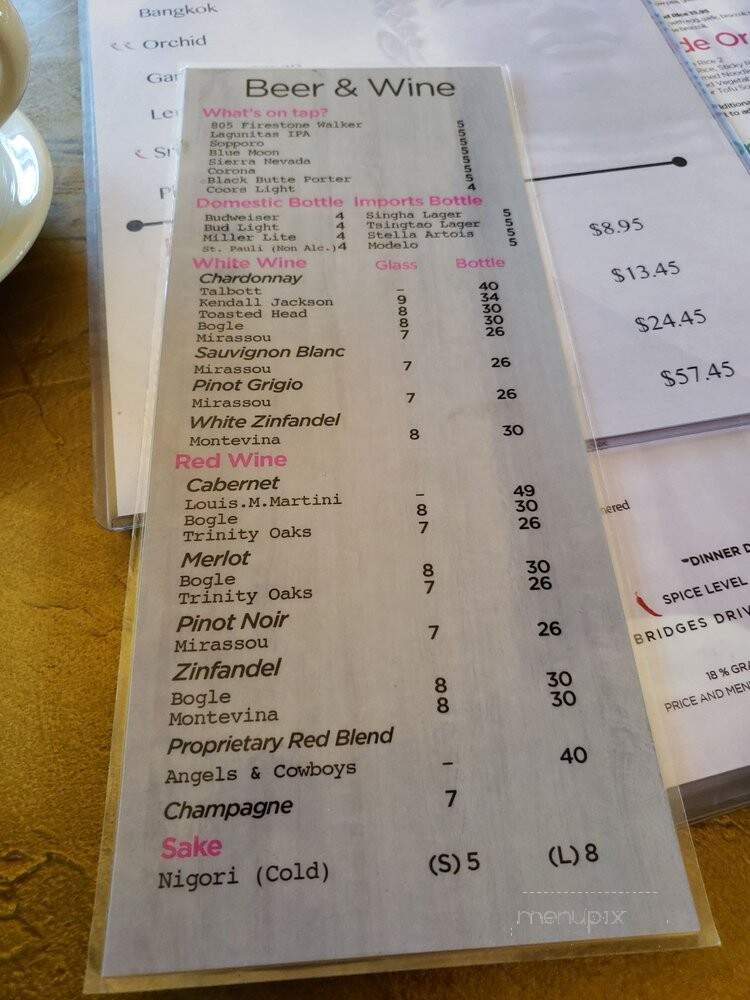 Bangkok
Orchid
Beer & Wine
What's on tap?
805 Firestone Walker 5
Lagunitas IPA 5
Sopporo 5
Blue Moon 5
Sierra Nevada 5
Corona 5
Black Butte Porter 5
Coors Light 4
Domestic Bottle Imports Bottle
Budweiser 4 Singha Lager 5
Bud Light 4 Tsingtao Lager 5
Miller Lite 4 Stella Artois 5
St. Pauli (Non Alc.) 4 Modelo 5
White Wine Glass Bottle
Chardonnay
Talbott – 40
Kendall Jackson 9 34
Toasted Head 8 30
Bogle 8 30
Mirassou 7 26
Sauvignon Blanc
Mirassou 7 26
Pinot Grigio
Mirassou 7 26
White Zinfandel
Montevina 8 30
Red Wine
Cabernet
Louis.M.Martini – 49
Bogle 8 30
Trinity Oaks 7 26
Merlot
Bogle 8 30
Trinity Oaks 7 26
Pinot Noir
Mirassou 7 26
Zinfandel
Bogle 8 30
Montevina 8 30
Proprietary Red Blend
Angels & Cowboys – 40
Champagne 7
Sake
Nigori (Cold) (S) 5 (L) 8
$8.95
$13.45
$24.45
$57.45
SPICE LEVEL
18 % GRA
menupix